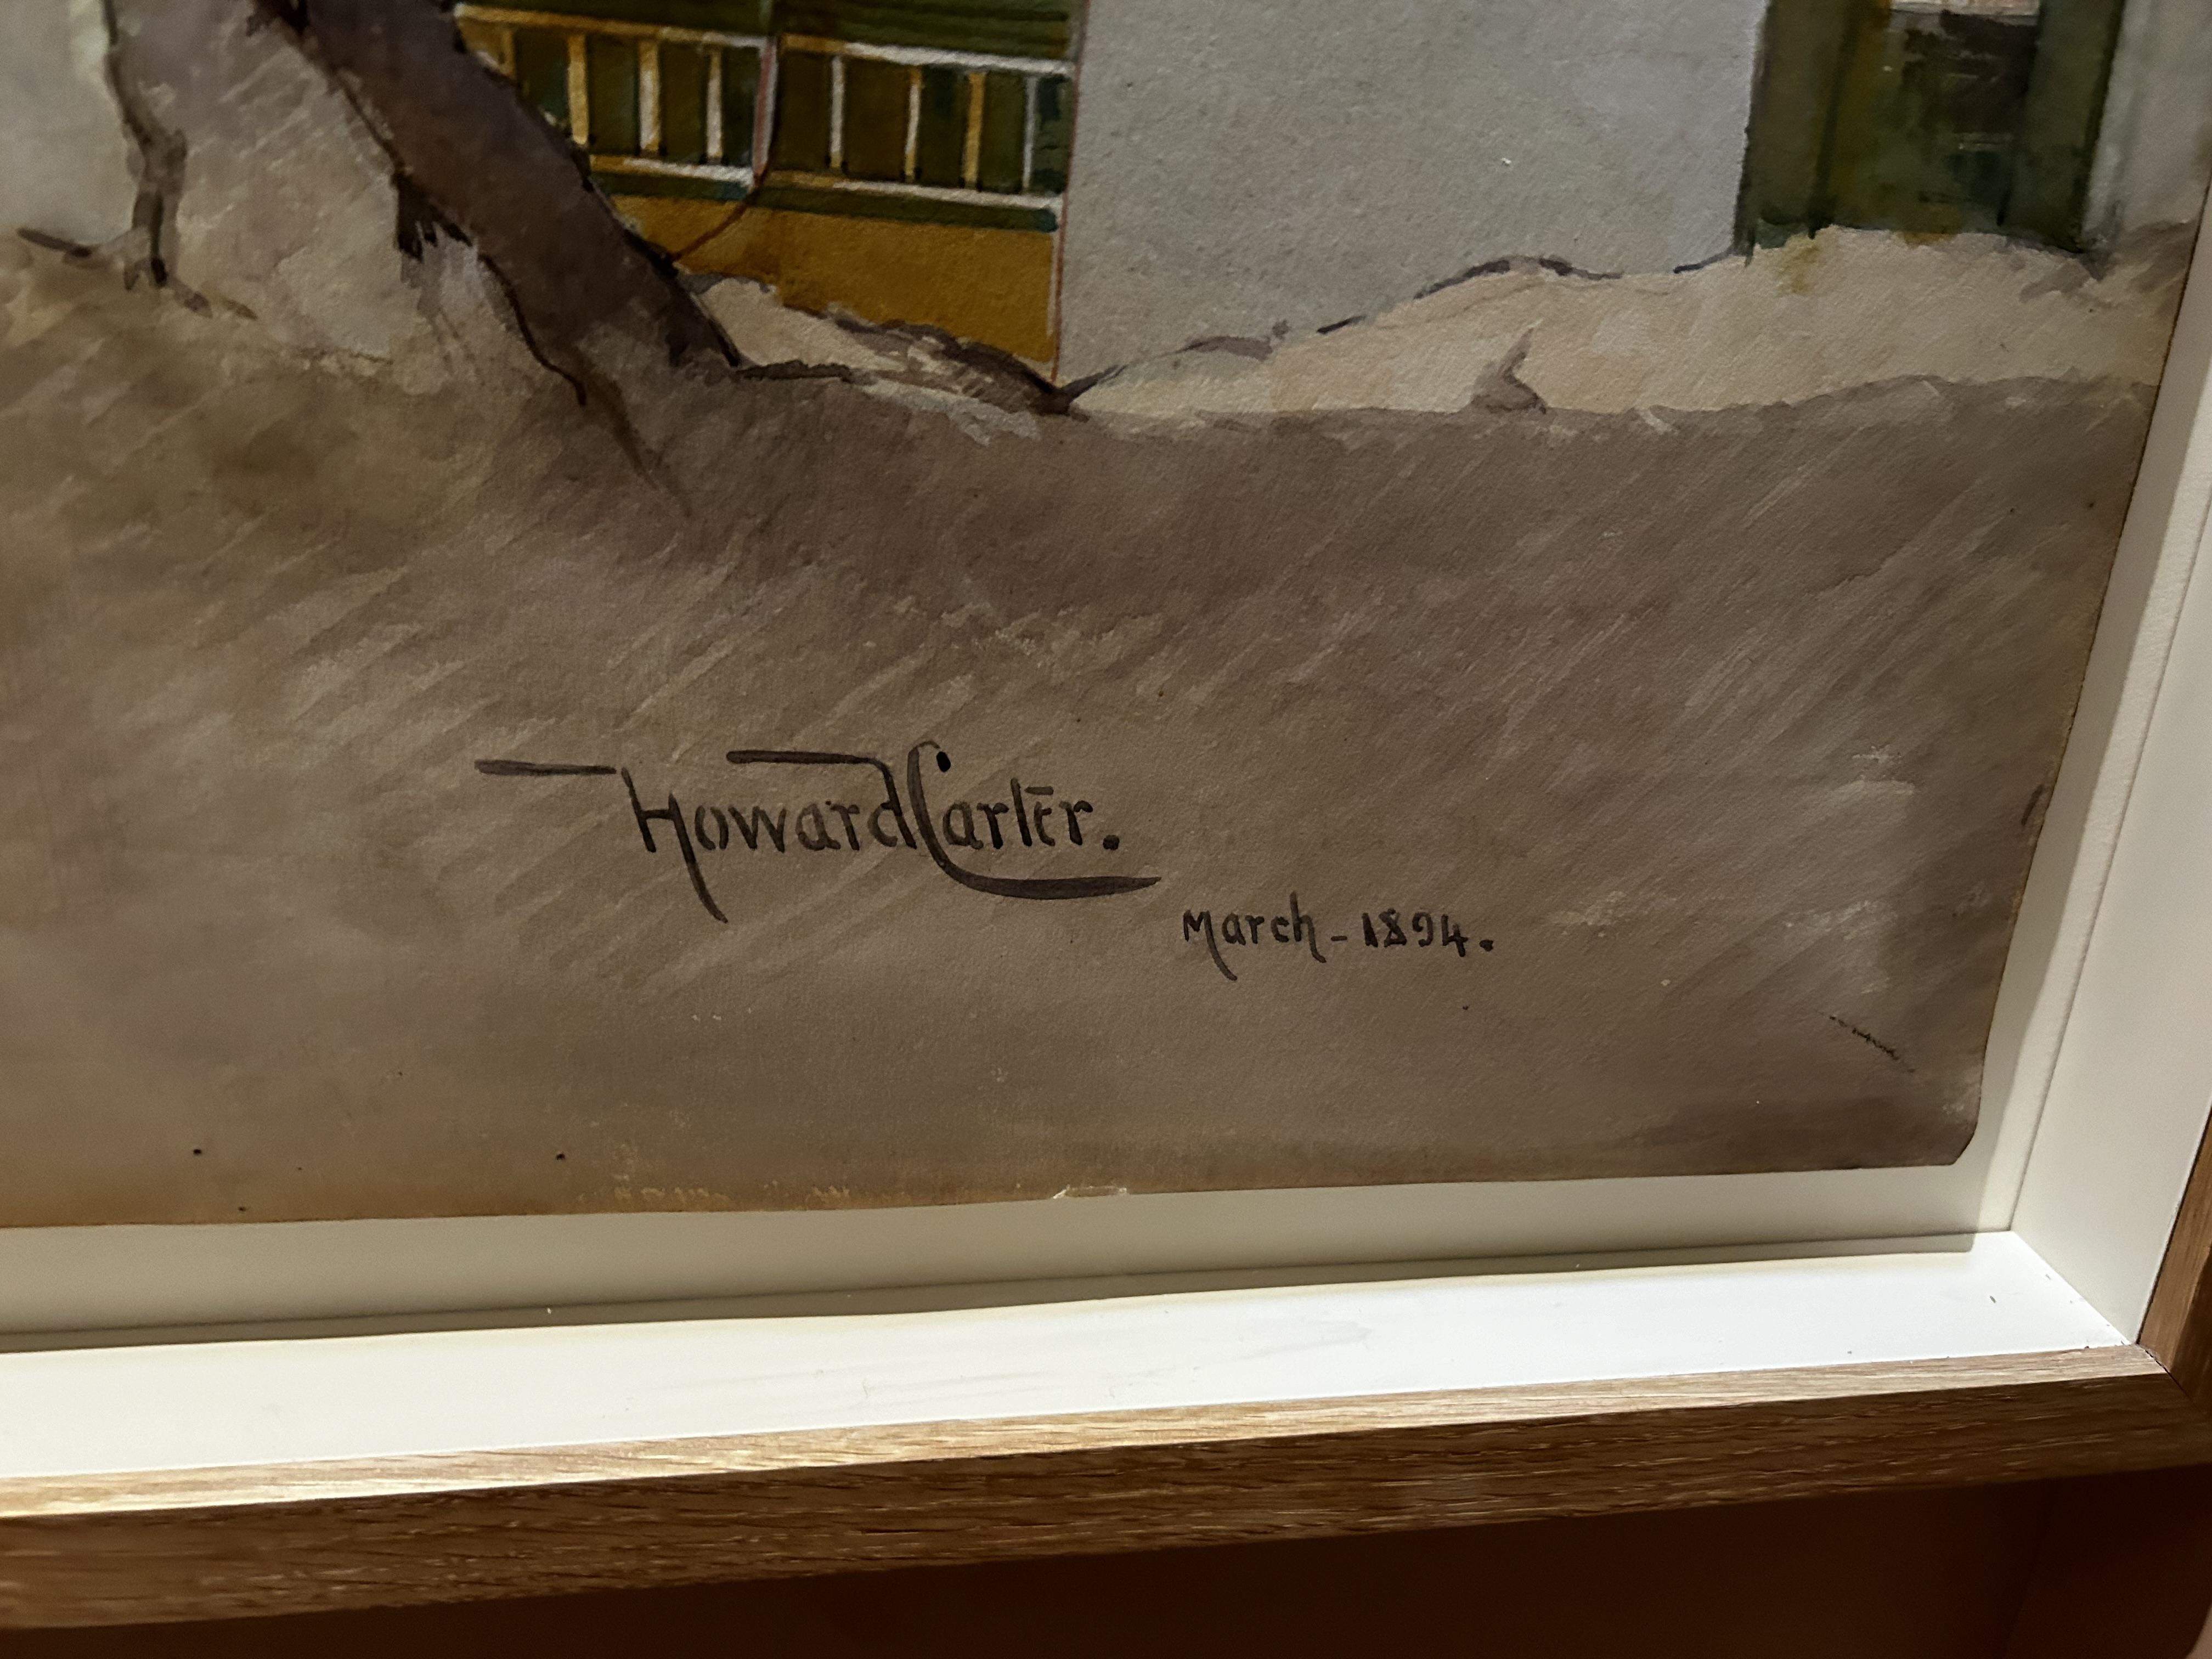 Howard Carter.
March - 1894.